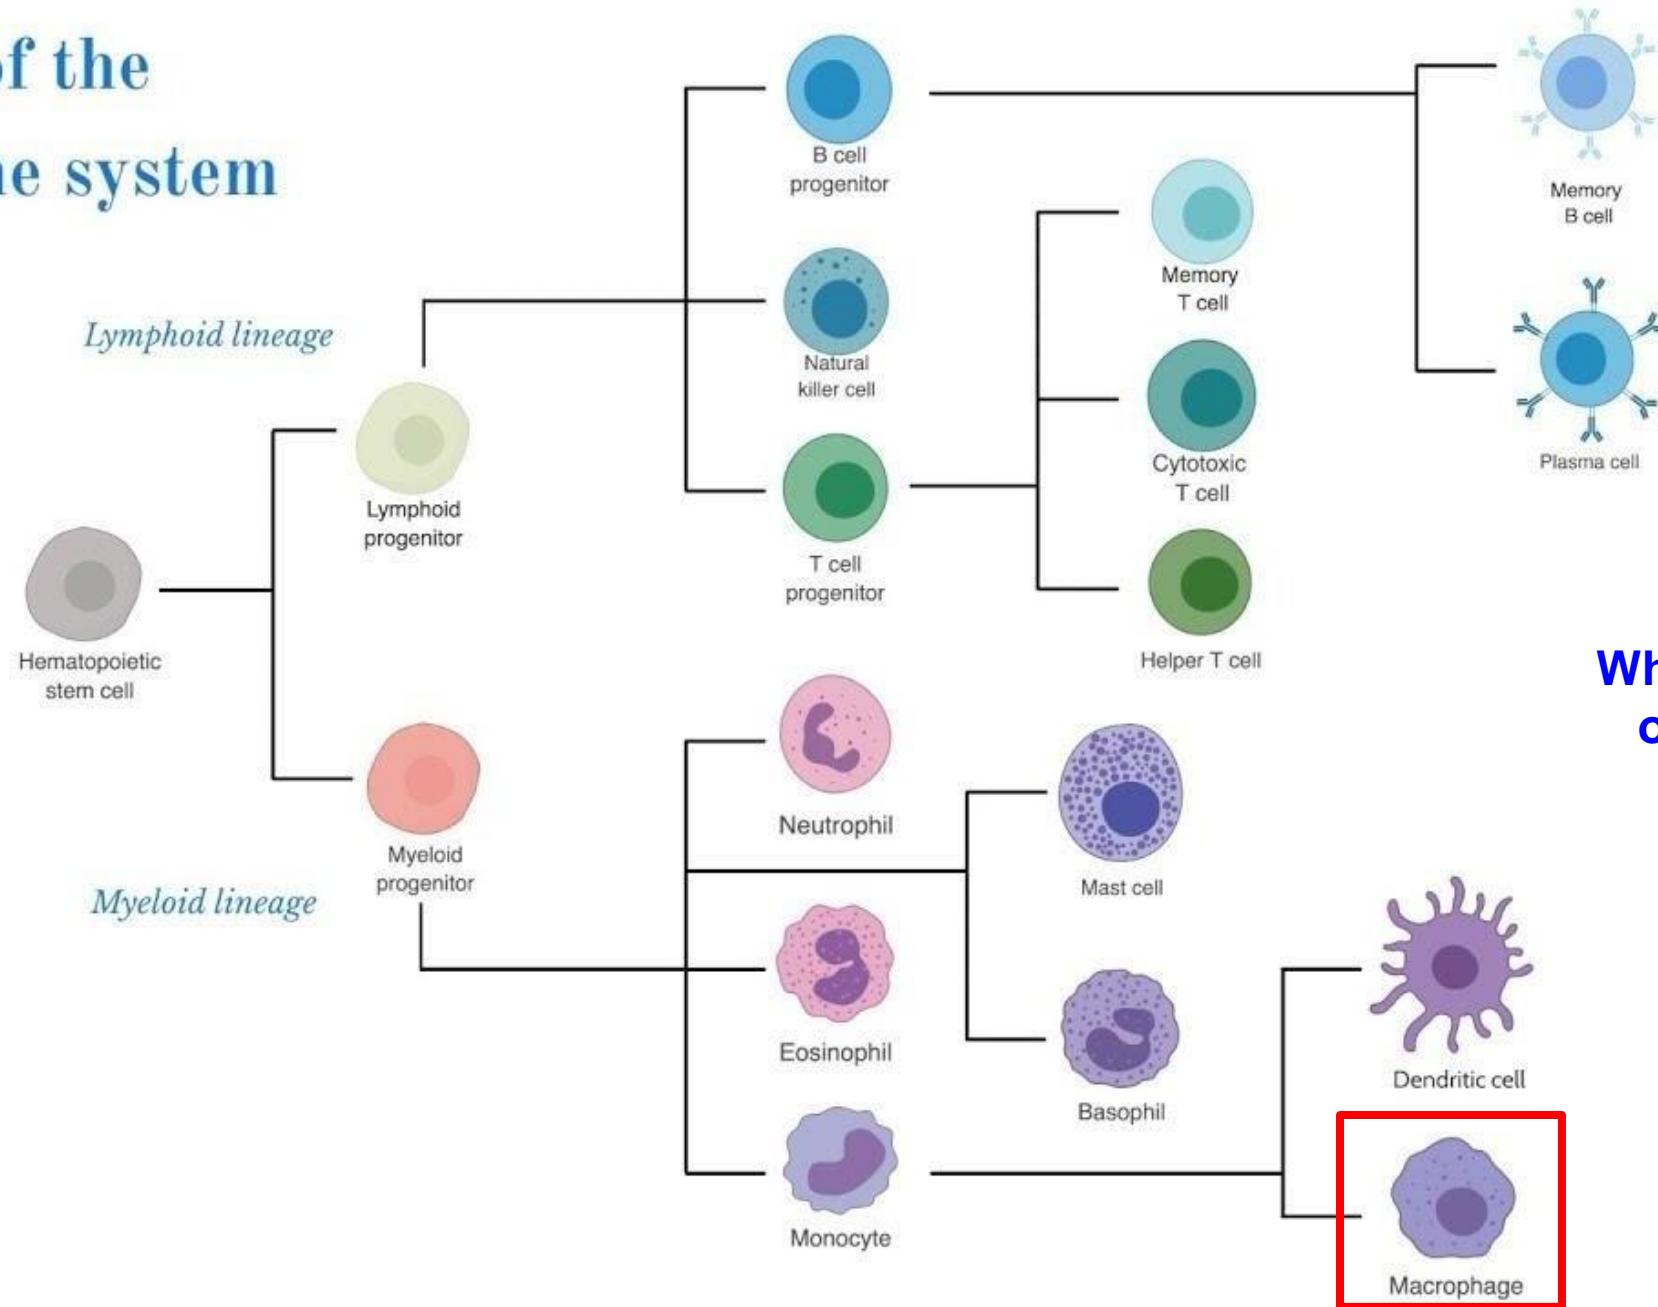 of the
system
Lymphoid lineage
Myeloid lineage
Hematopoietic
stem cell
Lymphoid
progenitor
Myeloid
progenitor
B cell
progenitor
Natural
killer cell
T cell
progenitor
Memory
T cell
Cytotoxic
T cell
Helper T cell
Memory
B cell
Plasma cell
Neutrophil
Eosinophil
Monocyte
Mast cell
Basophil
Dendritic cell
Macrophage